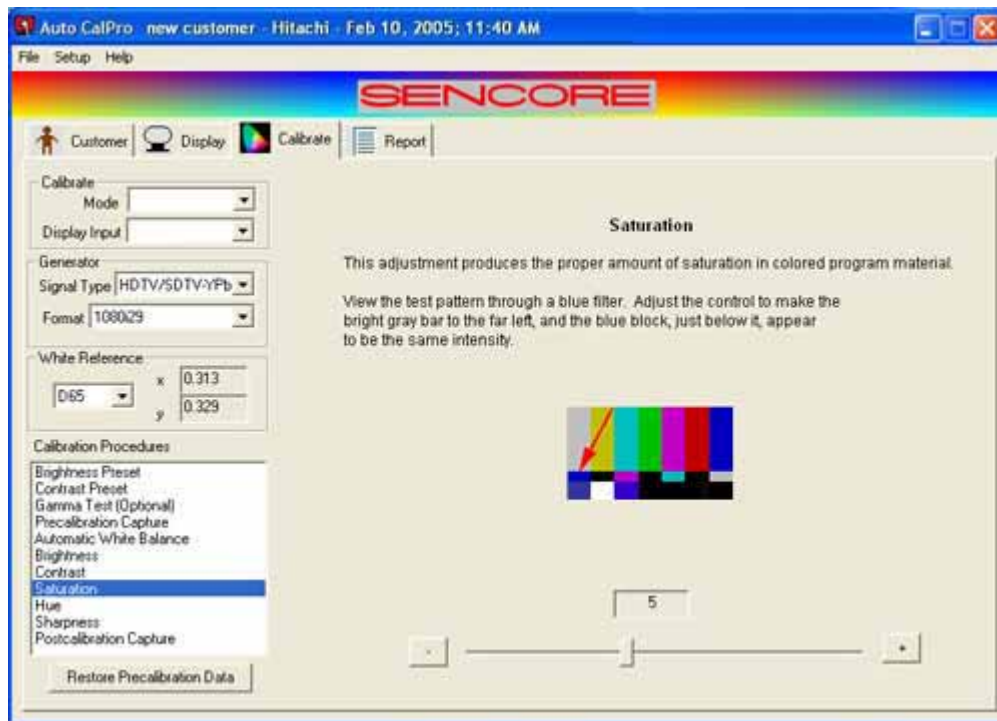 Auto CalPro new customer - Hitachi - Feb 10, 2005; 11:40 AM
File Setup Help
SENCORE
Customer Display Calibrate Report
Calibrate
Mode
Display Input
Generator
Signal Type HDTV/SDTV-YPb
Format 1080i29
White Reference
D65 x 0.313
y 0.329
Calibration Procedures
Brightness Preset
Contrast Preset
Gamma Test (Optional)
Precalibration Capture
Automatic White Balance
Brightness
Contrast
Saturation
Hue
Sharpness
Postcalibration Capture
Restore Precalibration Data
Saturation
This adjustment produces the proper amount of saturation in colored program material.
View the test pattern through a blue filter. Adjust the control to make the
bright gray bar to the far left, and the blue block, just below it, appear
to be the same intensity.
5
- +